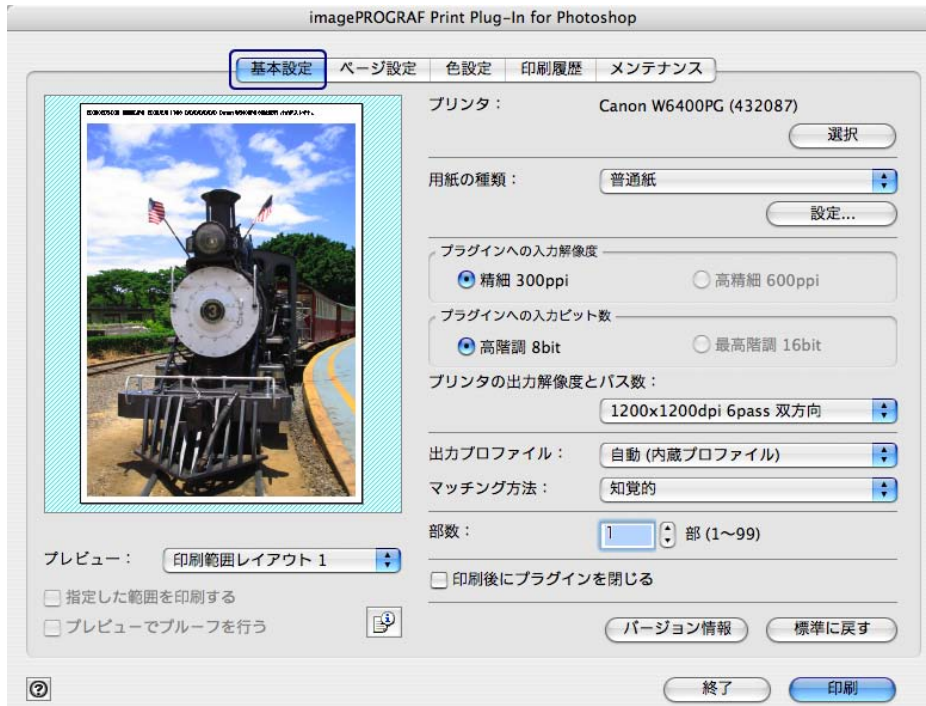 imagePROGRAF Print Plug-In for Photoshop
基本設定 ページ設定 色設定 印刷履歴 メンテナンス
プリンタ： Canon W6400PG (432087)
選択
用紙の種類： 普通紙
設定...
プラグインへの入力解像度
精細 300ppi 高精細 600ppi
プラグインへの入力ビット数
高階調 8bit 最高階調 16bit
プリンタの出力解像度とパス数：
1200x1200dpi 6pass 双方向
出力プロファイル： 自動 (内蔵プロファイル)
マッチング方法： 知覚的
部数： 1 部 (1〜99)
印刷後にプラグインを閉じる
バージョン情報 標準に戻す
3
プレビュー： 印刷範囲レイアウト 1
指定した範囲を印刷する
プレビューでプルーフを行う
終了 印刷